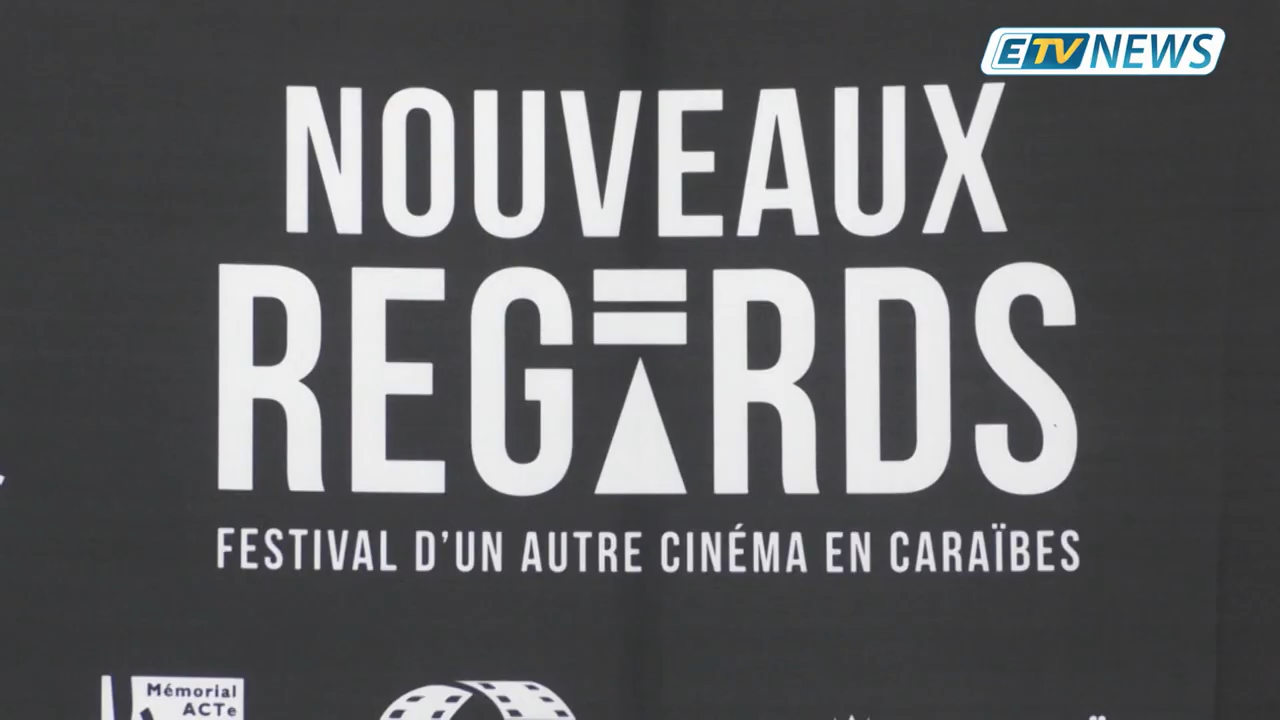 ETV NEWS
NOUVEAUX
REGARDS
FESTIVAL D'UN AUTRE CINÉMA EN CARAÏBES
Mémorial
ACTe